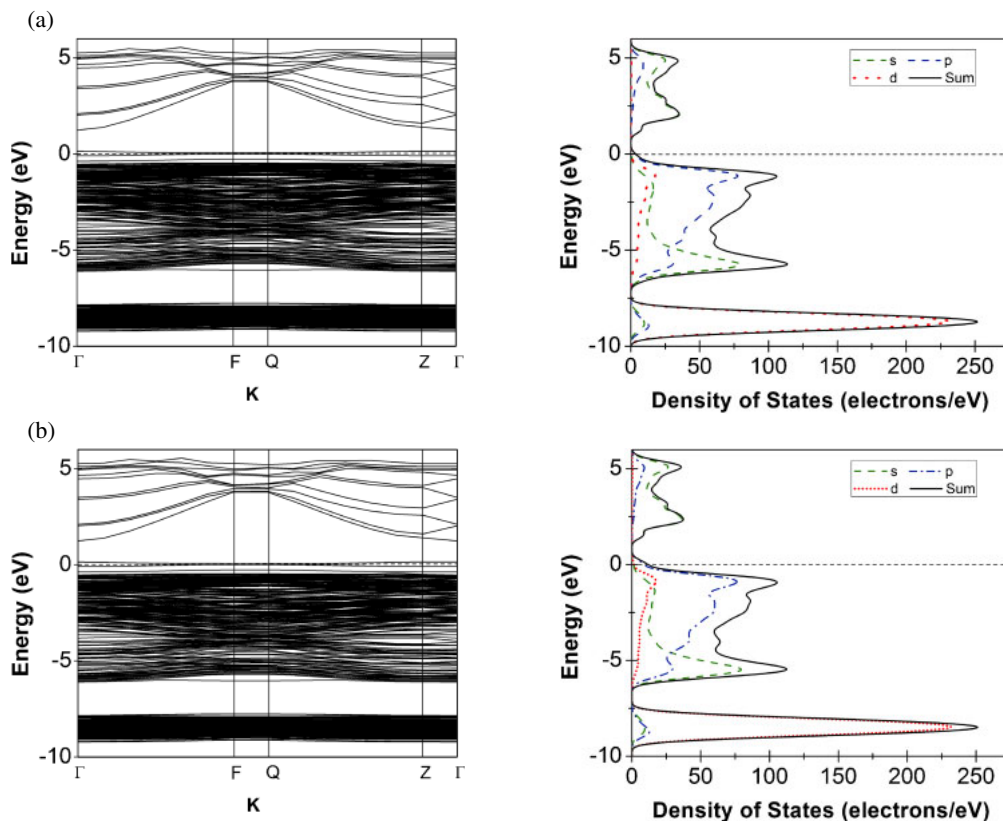 (a)
Energy (eV)
5
0
-5
-10
Γ
F
Q
Z
Γ
K
Energy (eV)
5
0
-5
-10
s
p
d
Sum
0
50
100
150
200
250
Density of States (electrons/eV)
(b)
Energy (eV)
5
0
-5
-10
Γ
F
Q
Z
Γ
K
Energy (eV)
5
0
-5
-10
s
p
d
Sum
0
50
100
150
200
250
Density of States (electrons/eV)